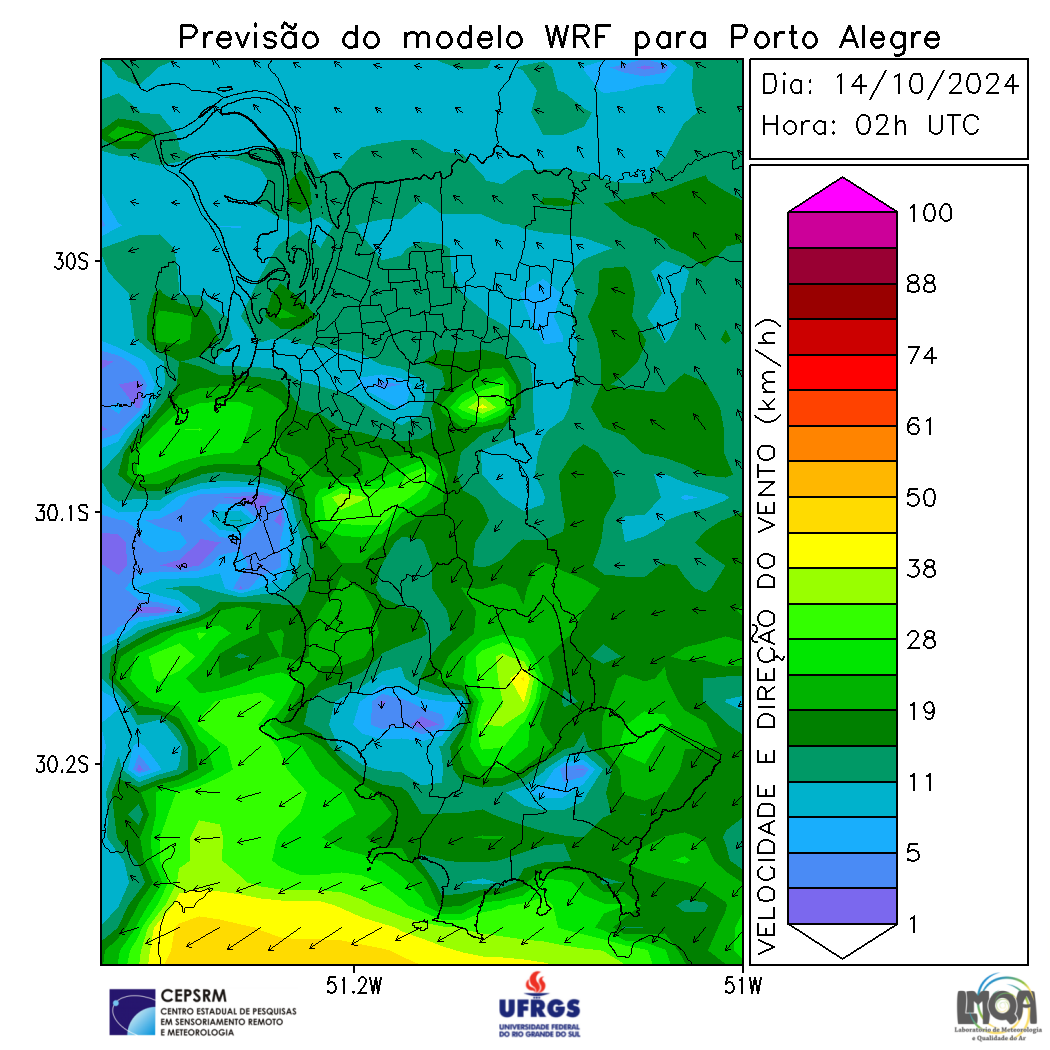 Previsão do modelo WRF para Porto Alegre
Dia: 14/10/2024
Hora: 02h UTC
30S
30.1S
30.2S
51.2W
51W
VELOCIDADE E DIREÇÃO DO VENTO (km/h)
100
88
74
61
50
38
28
19
11
5
1
CEPSRM
CENTRO ESTADUAL DE PESQUISAS
EM SENSORIAMENTO REMOTO
E METEOROLOGIA
UFRGS
UNIVERSIDADE FEDERAL
DO RIO GRANDE DO SUL
LMQA
Laboratório de Meteorologia
e Qualidade do Ar